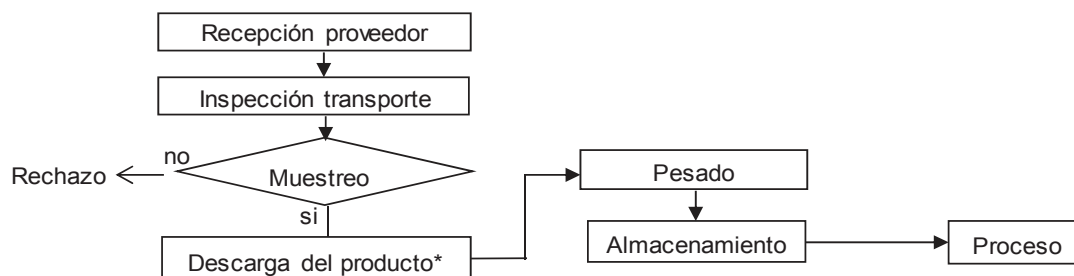 Recepción proveedor
Inspección transporte
no
Rechazo
Muestreo
si
Descarga del producto*
Pesado
Almacenamiento
Proceso